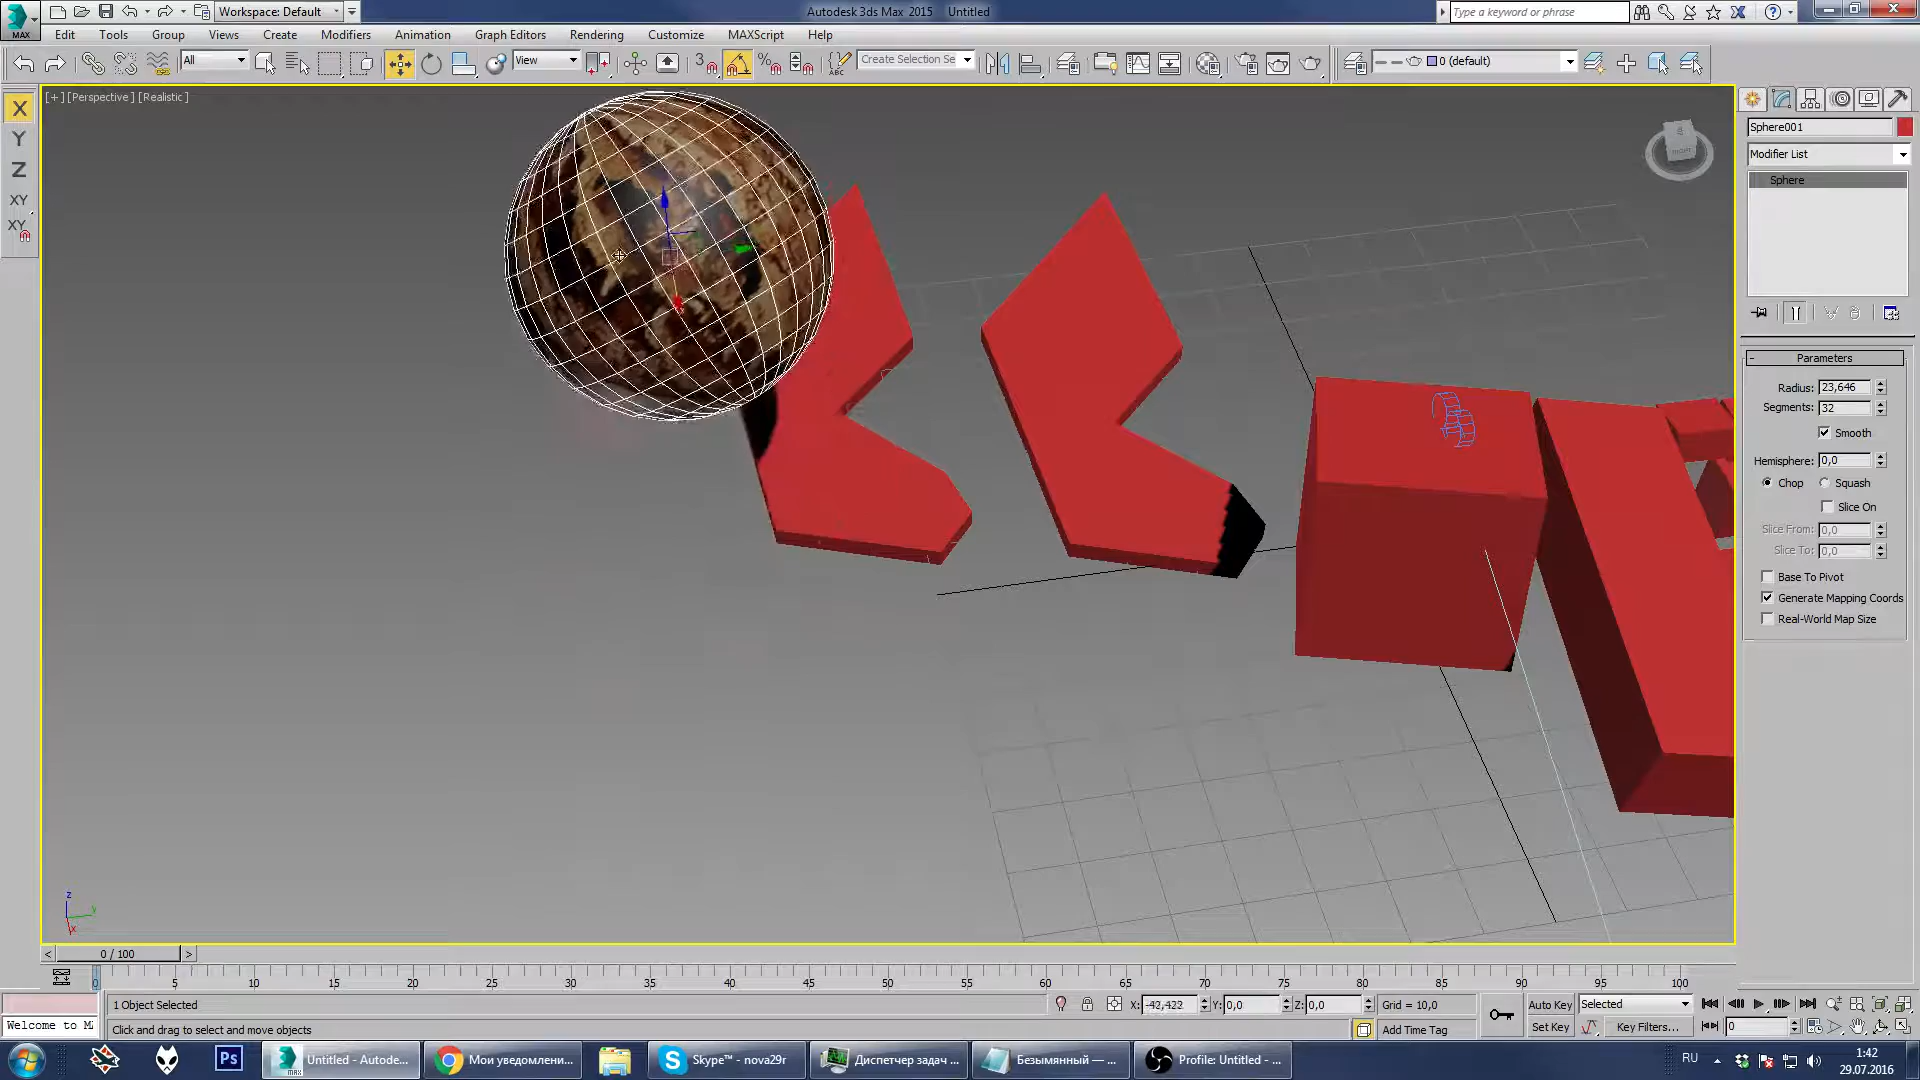 Workspace: Default
Autodesk 3ds Max 2015 Untitled
Type a keyword or phrase
MAX
Edit Tools Group Views Create Modifiers Animation Graph Editors Rendering Customize MAXScript Help
All
View
3
ABC
Create Selection Se
0 (default)
X
Y
Z
XY
XY
[+] [Perspective] [Realistic]
Sphere001
Modifier List
Sphere
Parameters
Radius: 23,646
Segments: 32
Smooth
Hemisphere: 0,0
Chop Squash
Slice On
Slice From: 0,0
Slice To: 0,0
Base To Pivot
Generate Mapping Coords
Real-World Map Size
z
y
x
< 0 / 100 >
0 5 10 15 20 25 30 35 40 45 50 55 60 65 70 75 80 85 90 95 100
1 Object Selected
X: -42,422 Y: 0,0 Z: 0,0 Grid = 10,0
Auto Key Selected
Welcome to M
Click and drag to select and move objects
Add Time Tag
Set Key Key Filters...
0
Ps
MAX
Untitled - Autode...
Мои уведомлени...
Skype™ - nova29r
Диспетчер задач ...
Безымянный — ...
Profile: Untitled - ...
RU
1:42
29.07.2016